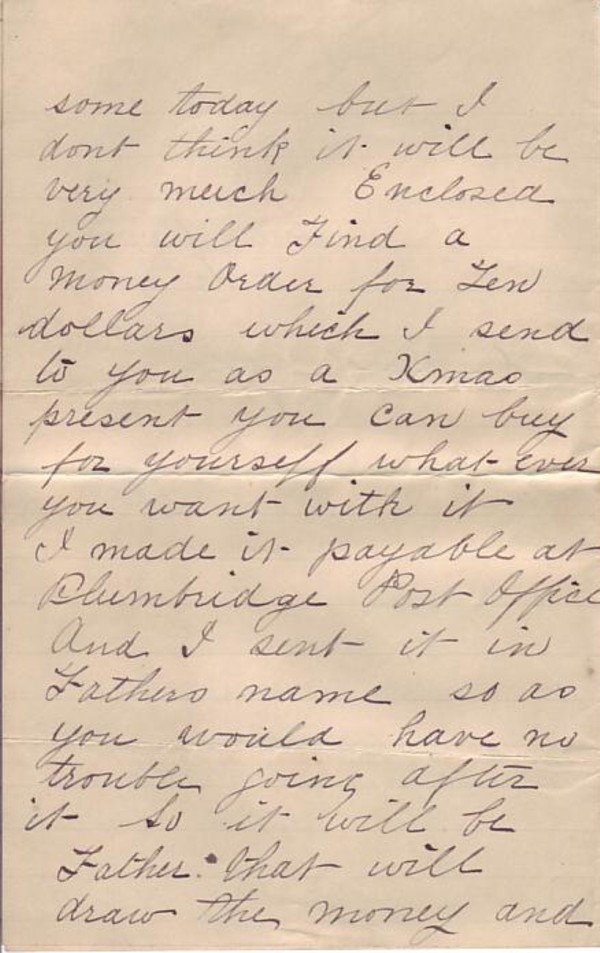 some today but I
dont think it will be
very much Enclosed
you will Find a
money Order for Ten
dollars which I send
to you as a Xmas
present you can buy
for yourself what ever
you want with it
I made it payable at
Plumbridge Post Office
And I sent it in
Fathers name so as
you would have no
trouble going after
it So it will be
Father that will
draw the money and